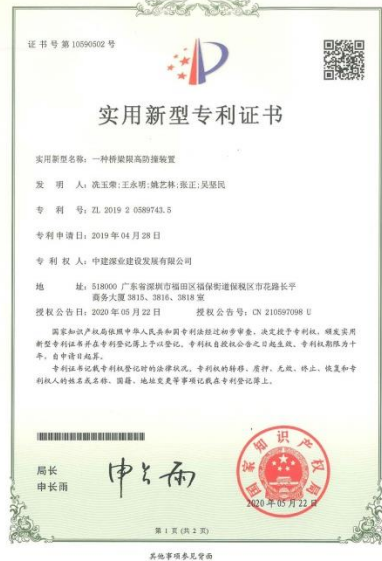 证书号第10590502号
实用新型专利证书
实用新型名称：一种桥梁限高防撞装置
发 明 人：冼玉荣;王永明;姚艺林;张正;吴坚民
专 利 号：ZL 2019 2 0589743.5
专利申请日：2019年04月28日
专 利 权 人：中建深业建设发展有限公司
地 址：518000 广东省深圳市福田区福保街道保税区市花路长平
商务大厦 3815、3816、3818 室
授权公告日：2020年05月22日 授权公告号：CN 210597098 U
国家知识产权局依照中华人民共和国专利法经过初步审查，决定授予专利权，颁发实用
新型专利证书并在专利登记簿上予以登记。专利权自授权公告之日起生效。专利权期限为十
年，自申请日起算。
专利证书记载专利权登记时的法律状况。专利权的转移、质押、无效、终止、恢复和专
利权人的姓名或名称、国籍、地址变更等事项记载在专利登记簿上。
局长
申长雨
申长雨
国家知识产权局
2020年05月22日
第 1 页 (共 2 页)
其他事项参见背面